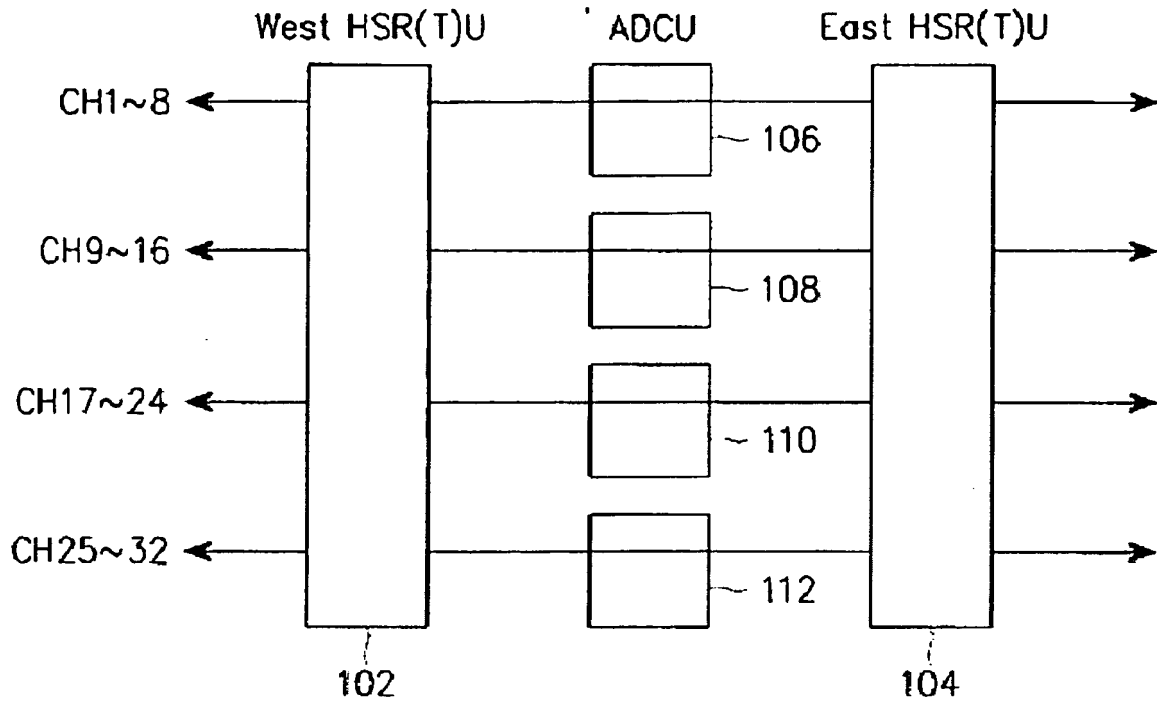 West HSR(T)U ADCU East HSR(T)U
CH1~8
106
CH9~16
108
CH17~24
110
CH25~32
112
102 104